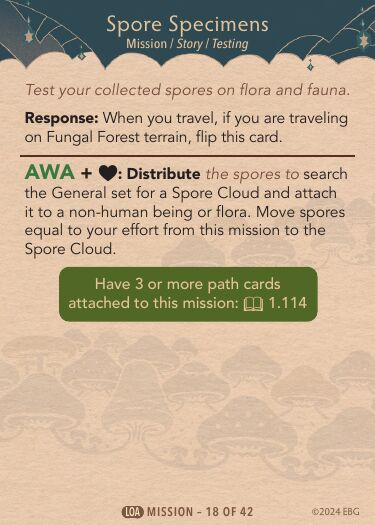 Spore Specimens
Mission / Story / Testing
Test your collected spores on flora and fauna.
Response: When you travel, if you are traveling
on Fungal Forest terrain, flip this card.
AWA + ♥: Distribute the spores to search
the General set for a Spore Cloud and attach
it to a non-human being or flora. Move spores
equal to your effort from this mission to the
Spore Cloud.
Have 3 or more path cards
attached to this mission: 1.114
LOA MISSION – 18 OF 42
©2024 EBG